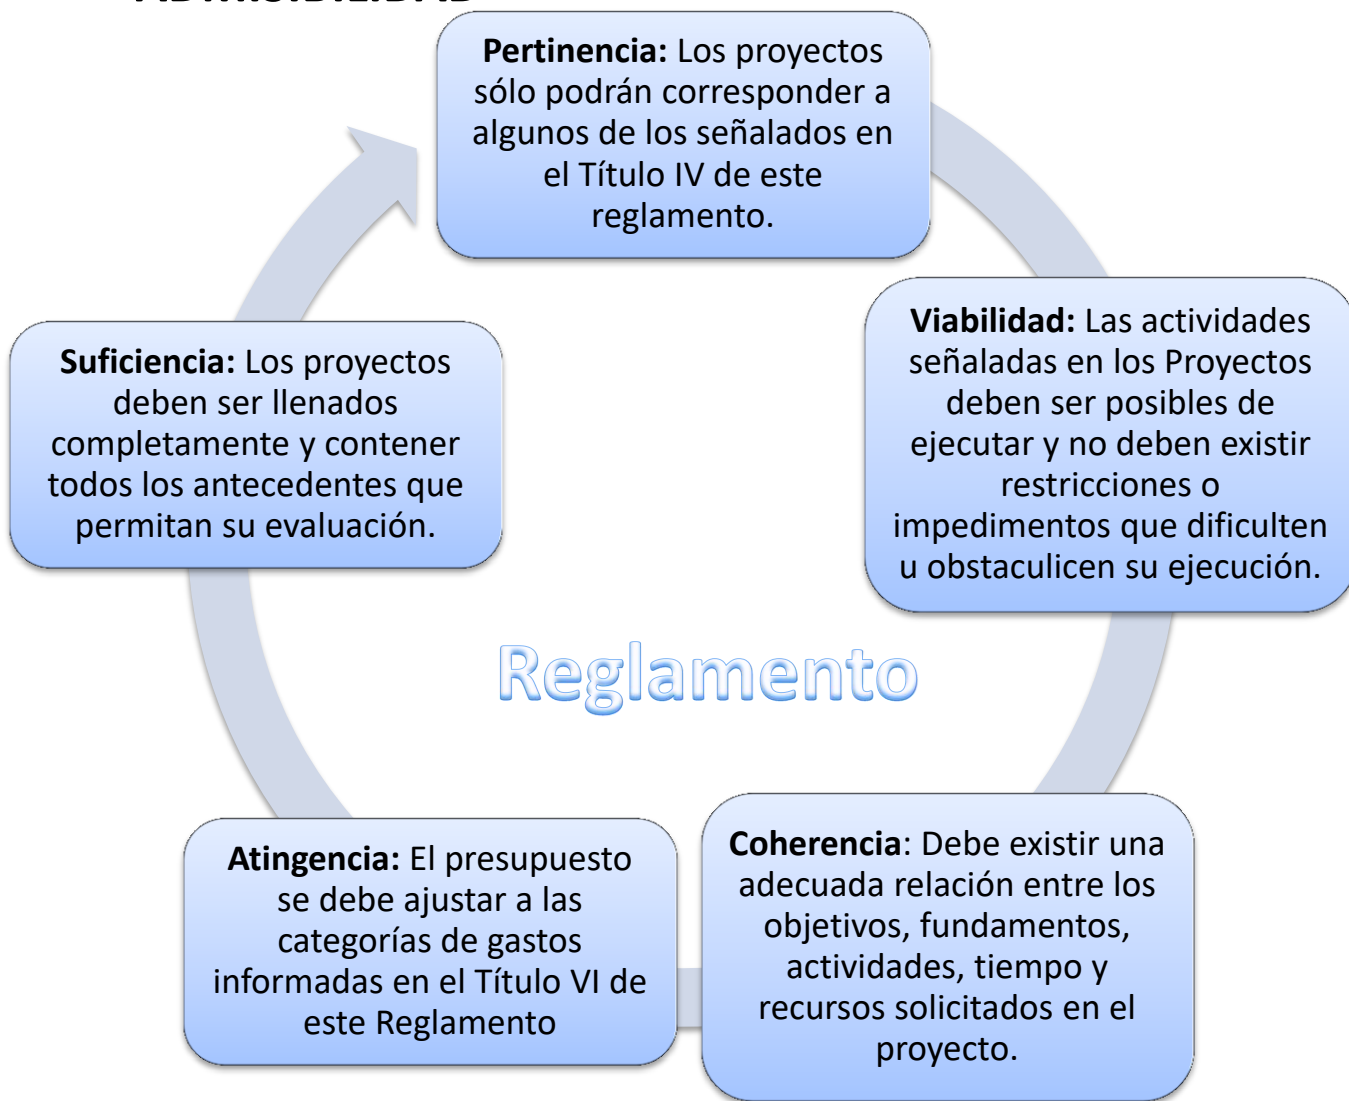 Pertinencia: Los proyectos
sólo podrán corresponder a
algunos de los señalados en
el Título IV de este
reglamento.
Viabilidad: Las actividades
señaladas en los Proyectos
deben ser posibles de
ejecutar y no deben existir
restricciones o
impedimentos que dificulten
u obstaculicen su ejecución.
Coherencia: Debe existir una
adecuada relación entre los
objetivos, fundamentos,
actividades, tiempo y
recursos solicitados en el
proyecto.
Atingencia: El presupuesto
se debe ajustar a las
categorías de gastos
informadas en el Título VI de
este Reglamento
Suficiencia: Los proyectos
deben ser llenados
completamente y contener
todos los antecedentes que
permitan su evaluación.
Reglamento